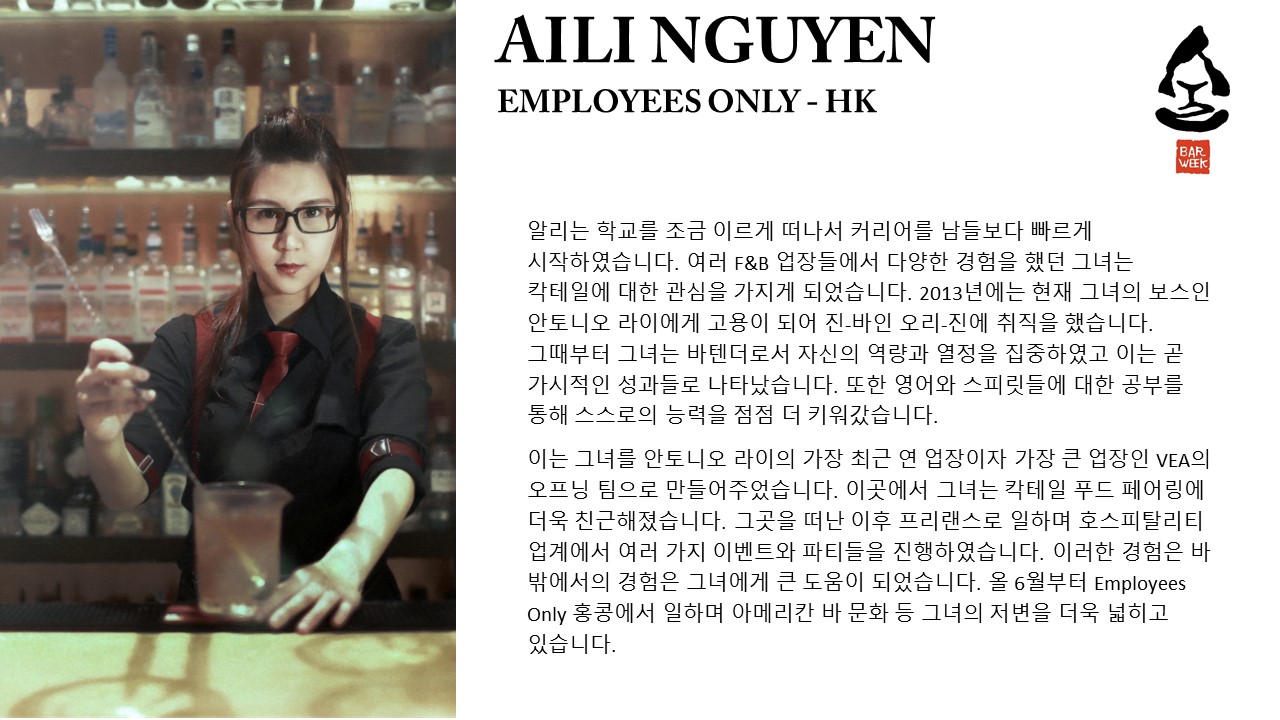 AILI NGUYEN
EMPLOYEES ONLY - HK
BAR
WEEK
알리는 학교를 조금 이르게 떠나서 커리어를 남들보다 빠르게
시작하였습니다. 여러 F&B 업장들에서 다양한 경험을 했던 그녀는
칵테일에 대한 관심을 가지게 되었습니다. 2013년에는 현재 그녀의 보스인
안토니오 라이에게 고용이 되어 진-바인 오리-진에 취직을 했습니다.
그때부터 그녀는 바텐더로서 자신의 역량과 열정을 집중하였고 이는 곧
가시적인 성과들로 나타났습니다. 또한 영어와 스피릿들에 대한 공부를
통해 스스로의 능력을 점점 더 키워갔습니다.
이는 그녀를 안토니오 라이의 가장 최근 연 업장이자 가장 큰 업장인 VEA의
오프닝 팀으로 만들어주었습니다. 이곳에서 그녀는 칵테일 푸드 페어링에
더욱 친근해졌습니다. 그곳을 떠난 이후 프리랜스로 일하며 호스피탈리티
업계에서 여러 가지 이벤트와 파티들을 진행하였습니다. 이러한 경험은 바
밖에서의 경험은 그녀에게 큰 도움이 되었습니다. 올 6월부터 Employees
Only 홍콩에서 일하며 아메리칸 바 문화 등 그녀의 저변을 더욱 넓히고
있습니다.